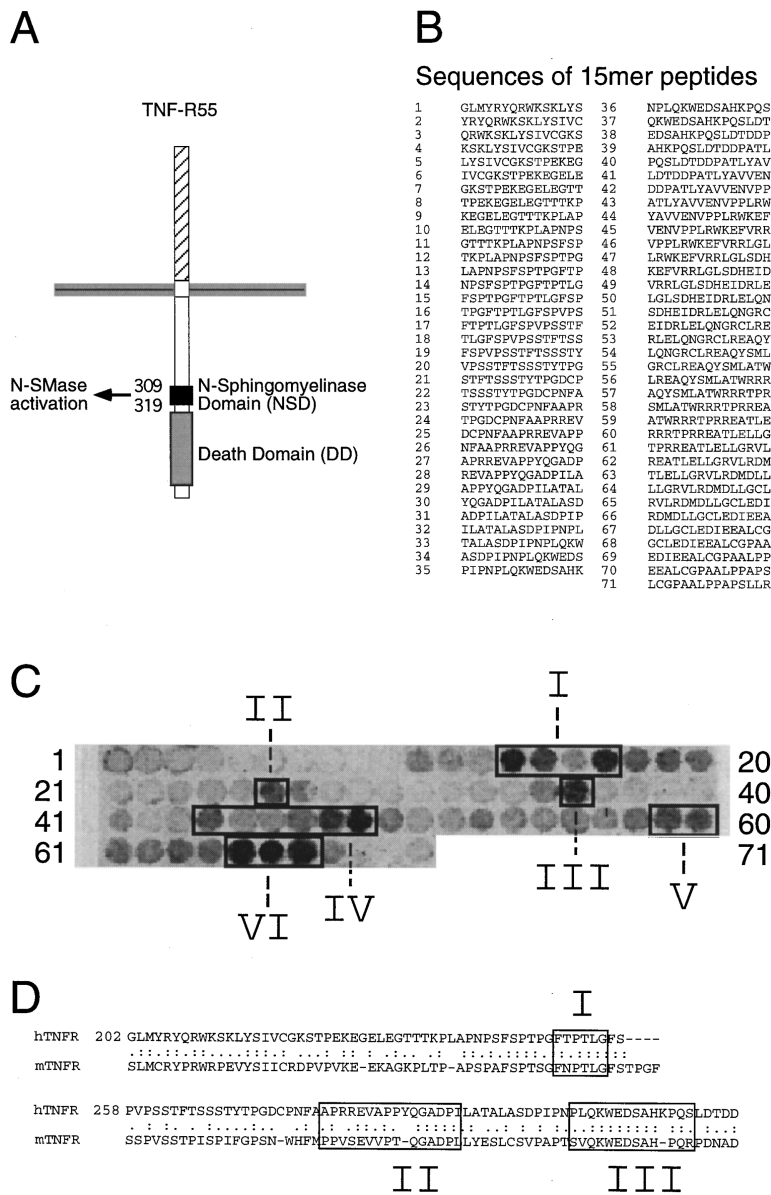 A
TNF-R55
N-SMase
activation
309
319
N-Sphingomyelinase
Domain (NSD)
Death Domain (DD)
B
Sequences of 15mer peptides
1 GLMYRYQRWKSKLYS 36 NPLQKWEDSAHKPQS
2 YRYQRWKSKLYSIVC 37 QKWEDSAHKPQSLDT
3 QRWKSKLYSIVCGKS 38 EDSAHKPQSLDTDDP
4 KSKLYSIVCGKSTPE 39 AHKPQSLDTDDPATL
5 LYSIVCGKSTPEKEG 40 PQSLDTDDPATLYAV
6 IVCGKSTPEKEGELE 41 LDTDDPATLYAVVEN
7 GKSTPEKEGELEGTT 42 DDPATLYAVVENVPP
8 TPEKEGELEGTTTKP 43 ATLYAVVENVPPLRW
9 KEGELEGTTTKPLAP 44 YAVVENVPPLRWKEF
10 ELEGTTTKPLAPNPS 45 VENVPPLRWKEFVRR
11 GTTTKPLAPNPSFSP 46 VPPLRWKEFVRRLGL
12 TKPLAPNPSFSPTPG 47 LRWKEFVRRLGLSDH
13 LAPNPSFSPTPGFTP 48 KEFVRRLGLSDHEID
14 NPSFSPTPGFTPTLG 49 VRRLGLSDHEIDRLE
15 FSPTPGFTPTLGFSP 50 LGLSDHEIDRLELQN
16 TPGFTPTLGFSPVPS 51 SDHEIDRLELQNGRC
17 FTPTLGFSPVPSSTF 52 EIDRLELQNGRCLRE
18 TLGFSPVPSSTFTSS 53 RLELQNGRCLREAQY
19 FSPVPSSTFTSSSTY 54 LQNGRCLREAQYSML
20 VPSSTFTSSSTYTPG 55 GRCLREAQYSMLATW
21 STFTSSSTYTPGDCP 56 LREAQYSMLATWRRR
22 TSSSTYTPGDCPNFA 57 AQYSMLATWRRRTPR
23 STYTPGDCPNFAAPR 58 SMLATWRRRTPRREA
24 TPGDCPNFAAPRREV 59 ATWRRRTPRREATLE
25 DCPNFAAPRREVAPP 60 RRRTPRREATLELLG
26 NFAAPRREVAPPYQG 61 TPRREATLELLGRVL
27 APRREVAPPYQGADP 62 REATLELLGRVLRDM
28 REVAPPYQGADPILA 63 TLELLGRVLRDMDLL
29 APPYQGADPILATAL 64 LLGRVLRDMDLLGCL
30 YQGADPILATALASD 65 RVLRDMDLLGCLEDI
31 ADPILATALASDPIP 66 RDMDLLGCLEDIEEA
32 ILATALASDPIPNPL 67 DLLGCLEDIEEALCG
33 TALASDPIPNPLQKW 68 GCLEDIEEALCGPAA
34 ASDPIPNPLQKWEDS 69 EDIEEALCGPAALPP
35 PIPNPLQKWEDSAHK 70 EEALCGPAALPPAPS
71 LCGPAALPPAPSLLR
C
II I
1 20
21 40
41 60
61 71
VI IV III V
D
I
hTNFR 202 GLMYRYQRWKSKLYSIVCGKSTPEKEGELEGTTTKPLAPNPSFSPTPGFTPTLGFS----
mTNFR SLMCRYPRWRPEVYSIICRDPVPVKE-EKAGKPLTP-APSPAFSPTSGFNPTLGFSTPGF
hTNFR 258 PVPSSTFTSSSTYTPGDCPNFAAPRREVAPPYQGADPILATALASDPIPNPLQKWEDSAHKPQSLDTDD
mTNFR SSPVSSTPISPIFGPSN-WHFMPPVSEVVPT-QGADPLLYESLCSVPAPTSVQKWEDSAH-PQRPDNAD
II III